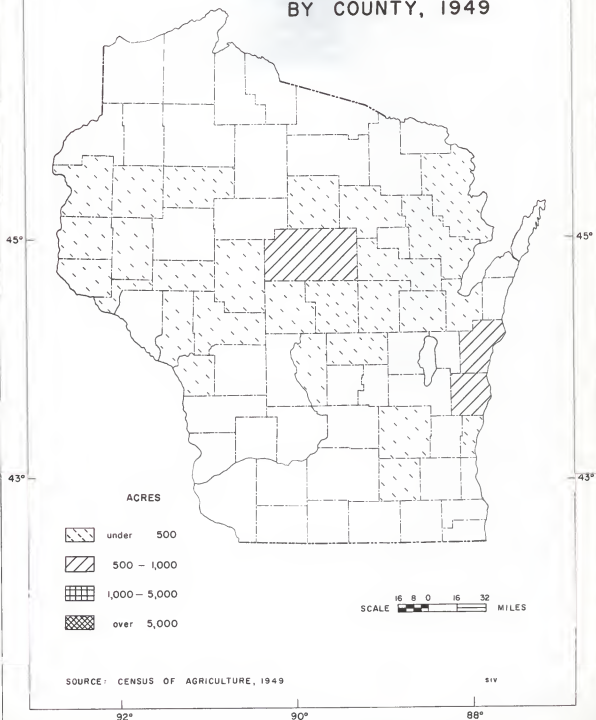 BY COUNTY, 1949
45°
45°
43°
43°
ACRES
under 500
500 - 1,000
1,000 - 5,000
over 5,000
16 8 0 16 32
SCALE MILES
SOURCE: CENSUS OF AGRICULTURE, 1949
SIV
92° 90° 88°